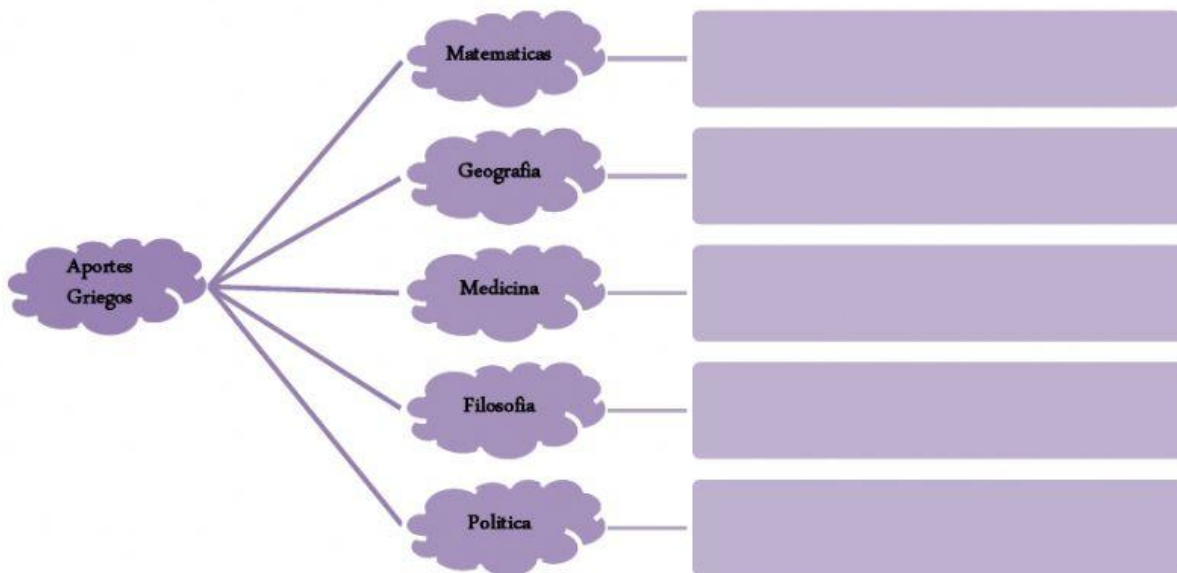 Aportes
Griegos
Matematicas
Geografia
Medicina
Filosofia
Politica